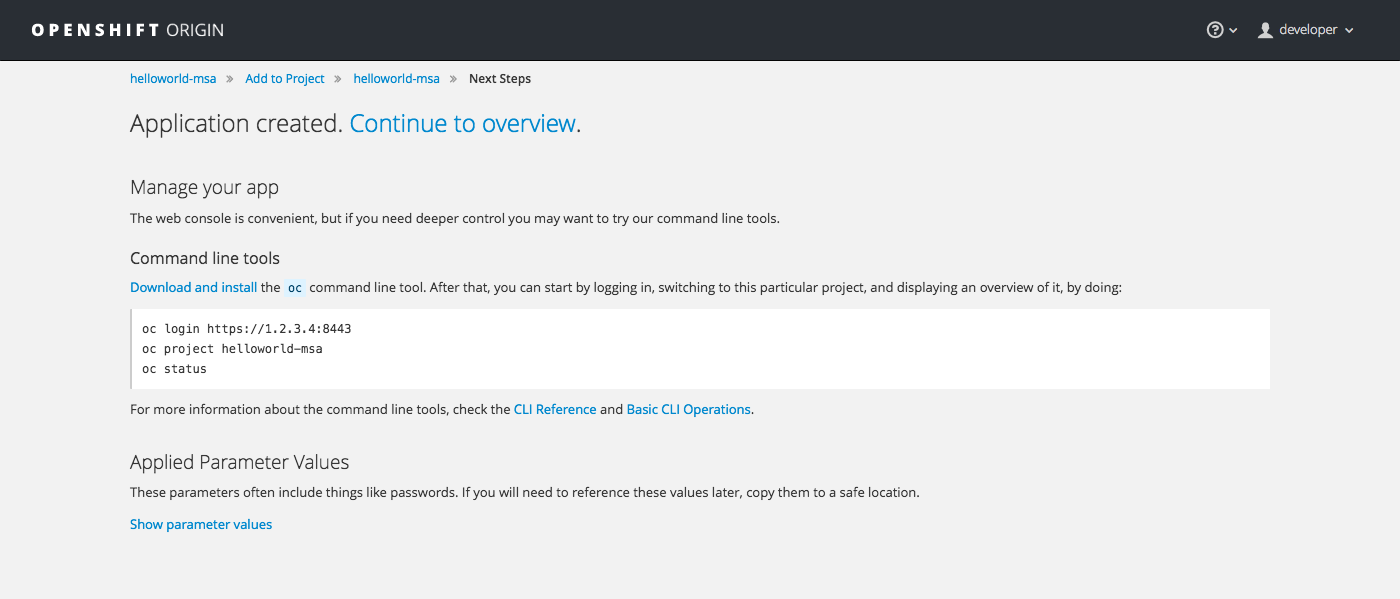 OPENSHIFT ORIGIN
developer
helloworld-msa » Add to Project » helloworld-msa » Next Steps
Application created. Continue to overview.
Manage your app
The web console is convenient, but if you need deeper control you may want to try our command line tools.
Command line tools
Download and install the oc command line tool. After that, you can start by logging in, switching to this particular project, and displaying an overview of it, by doing:
oc login https://1.2.3.4:8443
oc project helloworld-msa
oc status
For more information about the command line tools, check the CLI Reference and Basic CLI Operations.
Applied Parameter Values
These parameters often include things like passwords. If you will need to reference these values later, copy them to a safe location.
Show parameter values